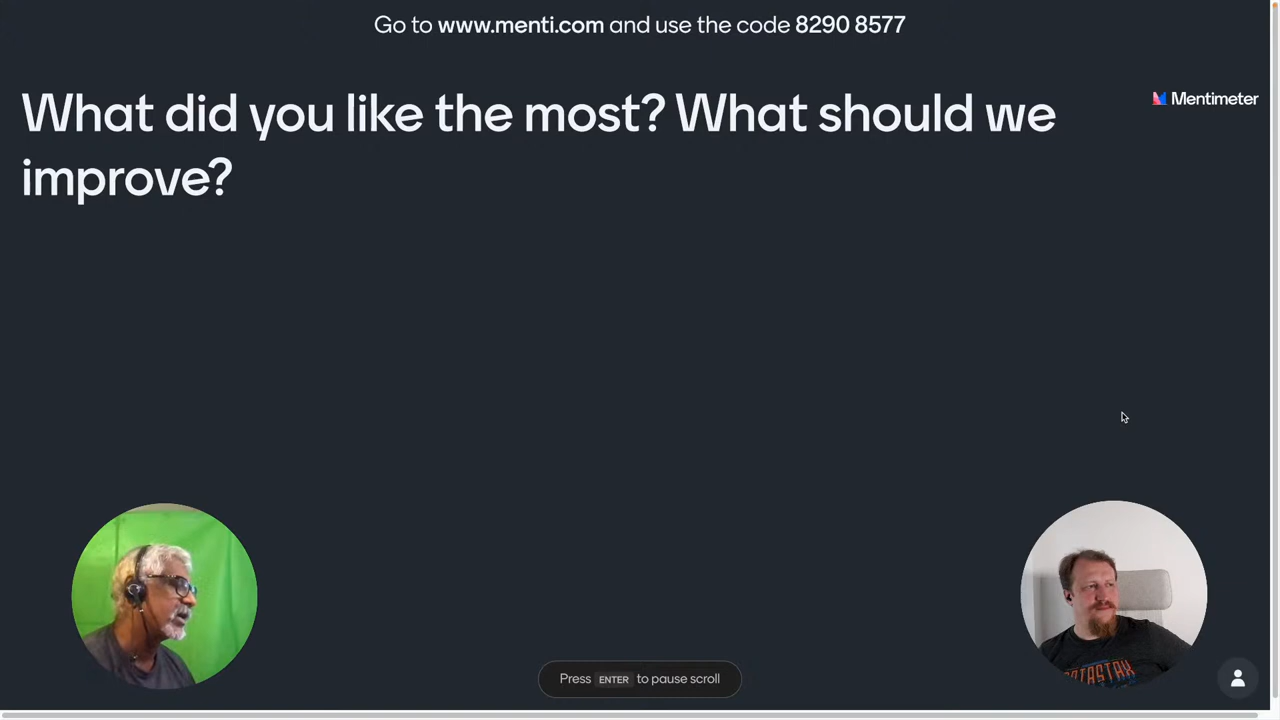 Go to www.menti.com and use the code 8290 8577
What did you like the most? What should we
improve?
Mentimeter
DATASTAX
Press ENTER to pause scroll